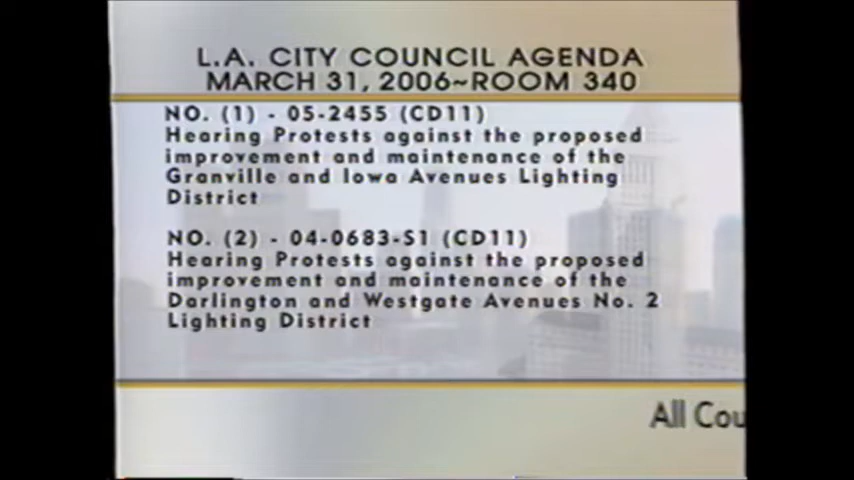 L.A. CITY COUNCIL AGENDA
MARCH 31, 2006~ROOM 340
NO. (1) - 05-2455 (CD11)
Hearing Protests against the proposed
improvement and maintenance of the
Granville and Iowa Avenues Lighting
District
NO. (2) - 04-0683-S1 (CD11)
Hearing Protests against the proposed
improvement and maintenance of the
Darlington and Westgate Avenues No. 2
Lighting District
All Cou